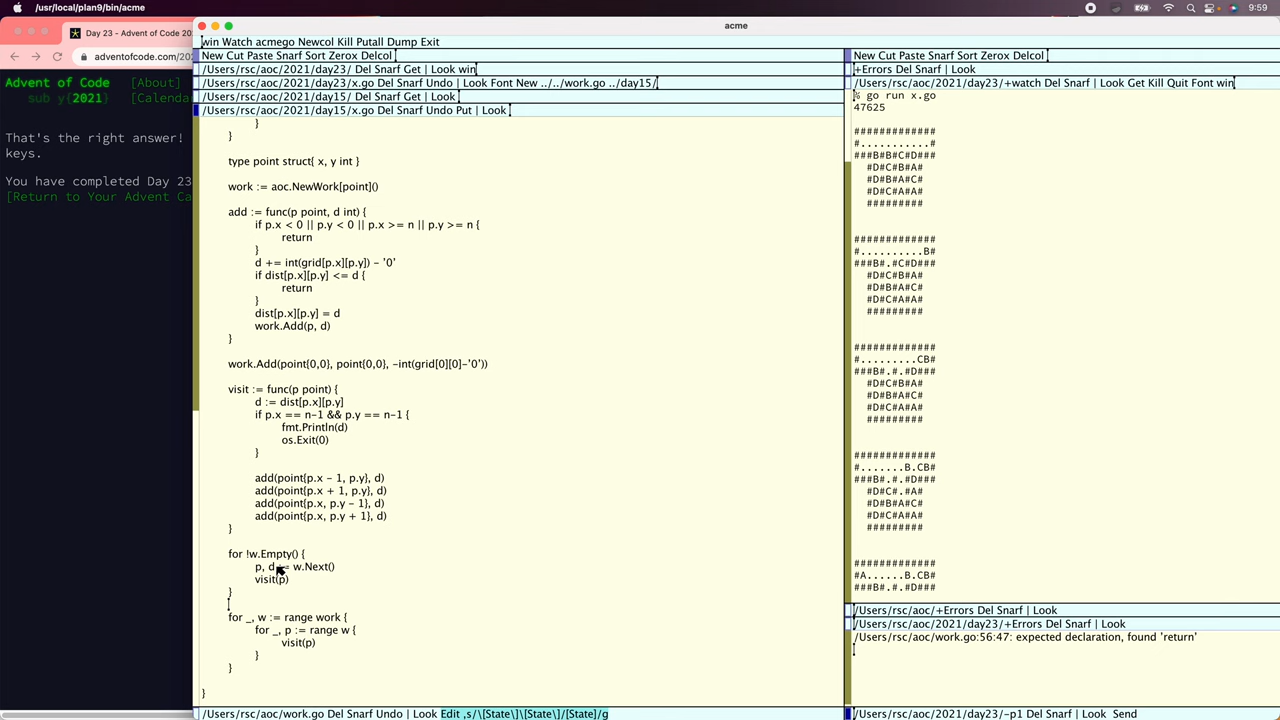 /usr/local/plan9/bin/acme
9:59
acme
Day 23 - Advent of Code 20
adventofcode.com/20
Advent of Code [About]
sub y{2021} [Calenda
That's the right answer!
keys.
You have completed Day 23
[Return to Your Advent Ca
win Watch acmego Newcol Kill Putall Dump Exit
New Cut Paste Snarf Sort Zerox Delcol
/Users/rsc/aoc/2021/day23/ Del Snarf Get | Look win
/Users/rsc/aoc/2021/day23/x.go Del Snarf Undo | Look Font New ../../work.go ../day15/
/Users/rsc/aoc/2021/day15/ Del Snarf Get | Look
/Users/rsc/aoc/2021/day15/x.go Del Snarf Undo Put | Look
}
}
type point struct{ x, y int }
work := aoc.NewWork[point]()
add := func(p point, d int) {
if p.x < 0 || p.y < 0 || p.x >= n || p.y >= n {
return
}
d += int(grid[p.x][p.y]) - '0'
if dist[p.x][p.y] <= d {
return
}
dist[p.x][p.y] = d
work.Add(p, d)
}
work.Add(point{0,0}, point{0,0}, -int(grid[0][0]-'0'))
visit := func(p point) {
d := dist[p.x][p.y]
if p.x == n-1 && p.y == n-1 {
fmt.Println(d)
os.Exit(0)
}
add(point{p.x - 1, p.y}, d)
add(point{p.x + 1, p.y}, d)
add(point{p.x, p.y - 1}, d)
add(point{p.x, p.y + 1}, d)
}
for !w.Empty() {
p, d := w.Next()
visit(p)
}
for _, w := range work {
for _, p := range w {
visit(p)
}
}
}
/Users/rsc/aoc/work.go Del Snarf Undo | Look Edit ,s/\[State\]\[State\]/[State]/g
New Cut Paste Snarf Sort Zerox Delcol
+Errors Del Snarf | Look
/Users/rsc/aoc/2021/day23/+watch Del Snarf | Look Get Kill Quit Font win
% go run x.go
47625
#############
#...........#
###B#B#C#D###
#D#C#B#A#
#D#B#A#C#
#D#C#A#A#
#########
#############
#..........B#
###B#.#C#D###
#D#C#B#A#
#D#B#A#C#
#D#C#A#A#
#########
#############
#.........CB#
###B#.#.#D###
#D#C#B#A#
#D#B#A#C#
#D#C#A#A#
#########
#############
#.......B.CB#
###B#.#.#D###
#D#C#.#A#
#D#B#A#C#
#D#C#A#A#
#########
#############
#A......B.CB#
###B#.#.#D###
/Users/rsc/aoc/+Errors Del Snarf | Look
/Users/rsc/aoc/2021/day23/+Errors Del Snarf | Look
/Users/rsc/aoc/work.go:56:47: expected declaration, found 'return'
/Users/rsc/aoc/2021/day23/-p1 Del Snarf | Look Send